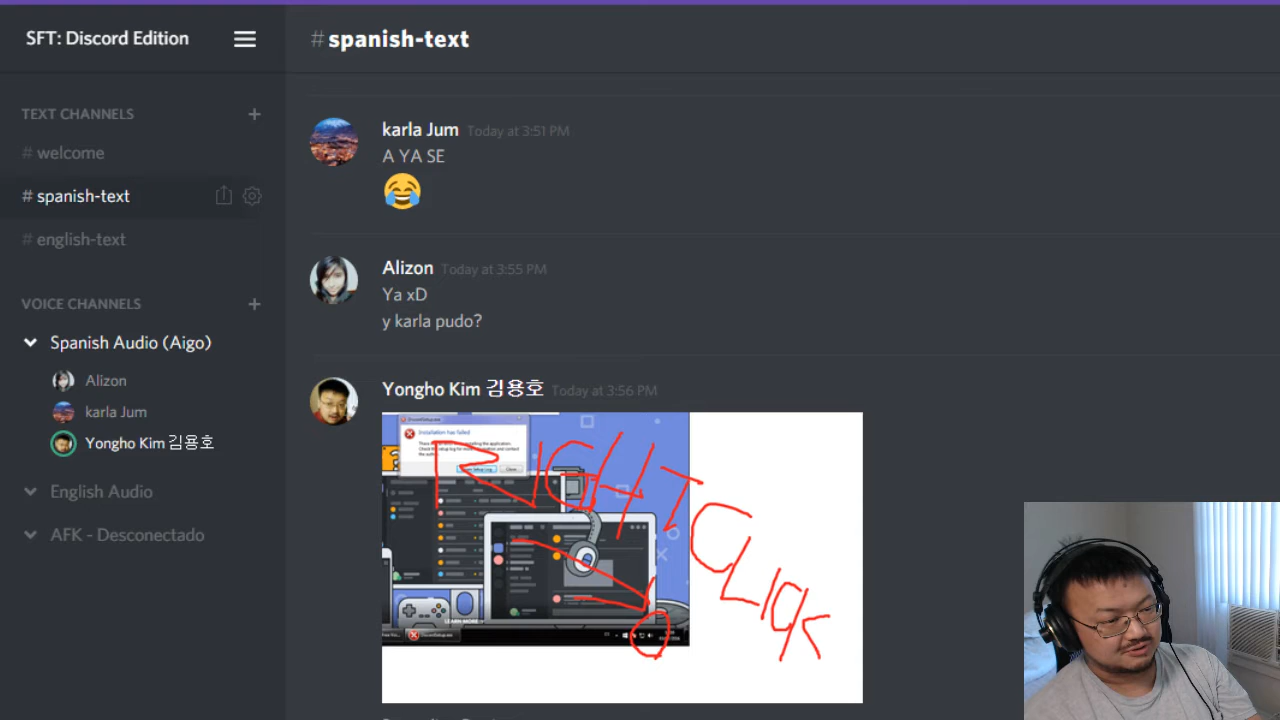 SFT: Discord Edition
#spanish-text
TEXT CHANNELS
# welcome
# spanish-text
# english-text
VOICE CHANNELS
Spanish Audio (Aigo)
Alizon
karla Jum
Yongho Kim 김용호
English Audio
AFK - Desconectado
karla Jum Today at 3:51 PM
A YA SE
Alizon Today at 3:55 PM
Ya xD
y karla pudo?
Yongho Kim 김용호 Today at 3:56 PM
Installation has failed
RIGHT
CLICK
LEARN MORE